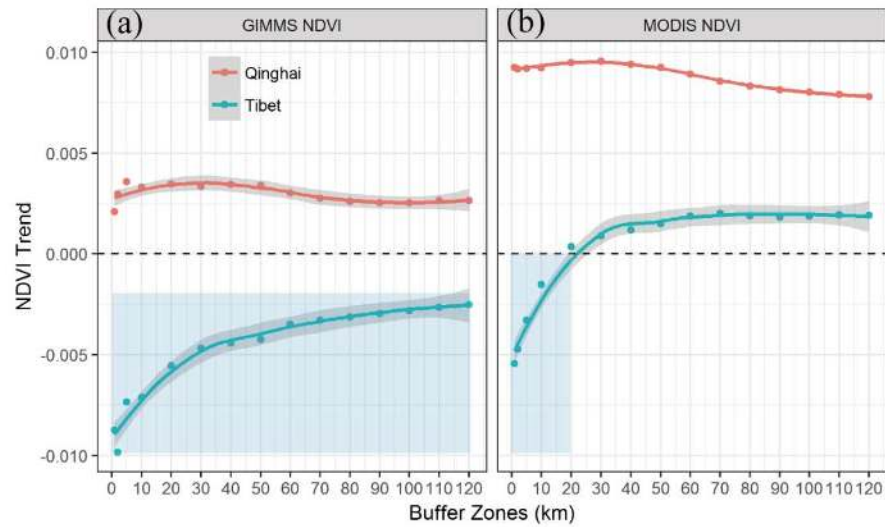 (a) GIMMS NDVI
(b) MODIS NDVI
Qinghai
Tibet
NDVI Trend
0.010
0.005
0.000
-0.005
-0.010
0 10 20 30 40 50 60 70 80 90 100 110 120
0 10 20 30 40 50 60 70 80 90 100 110 120
Buffer Zones (km)